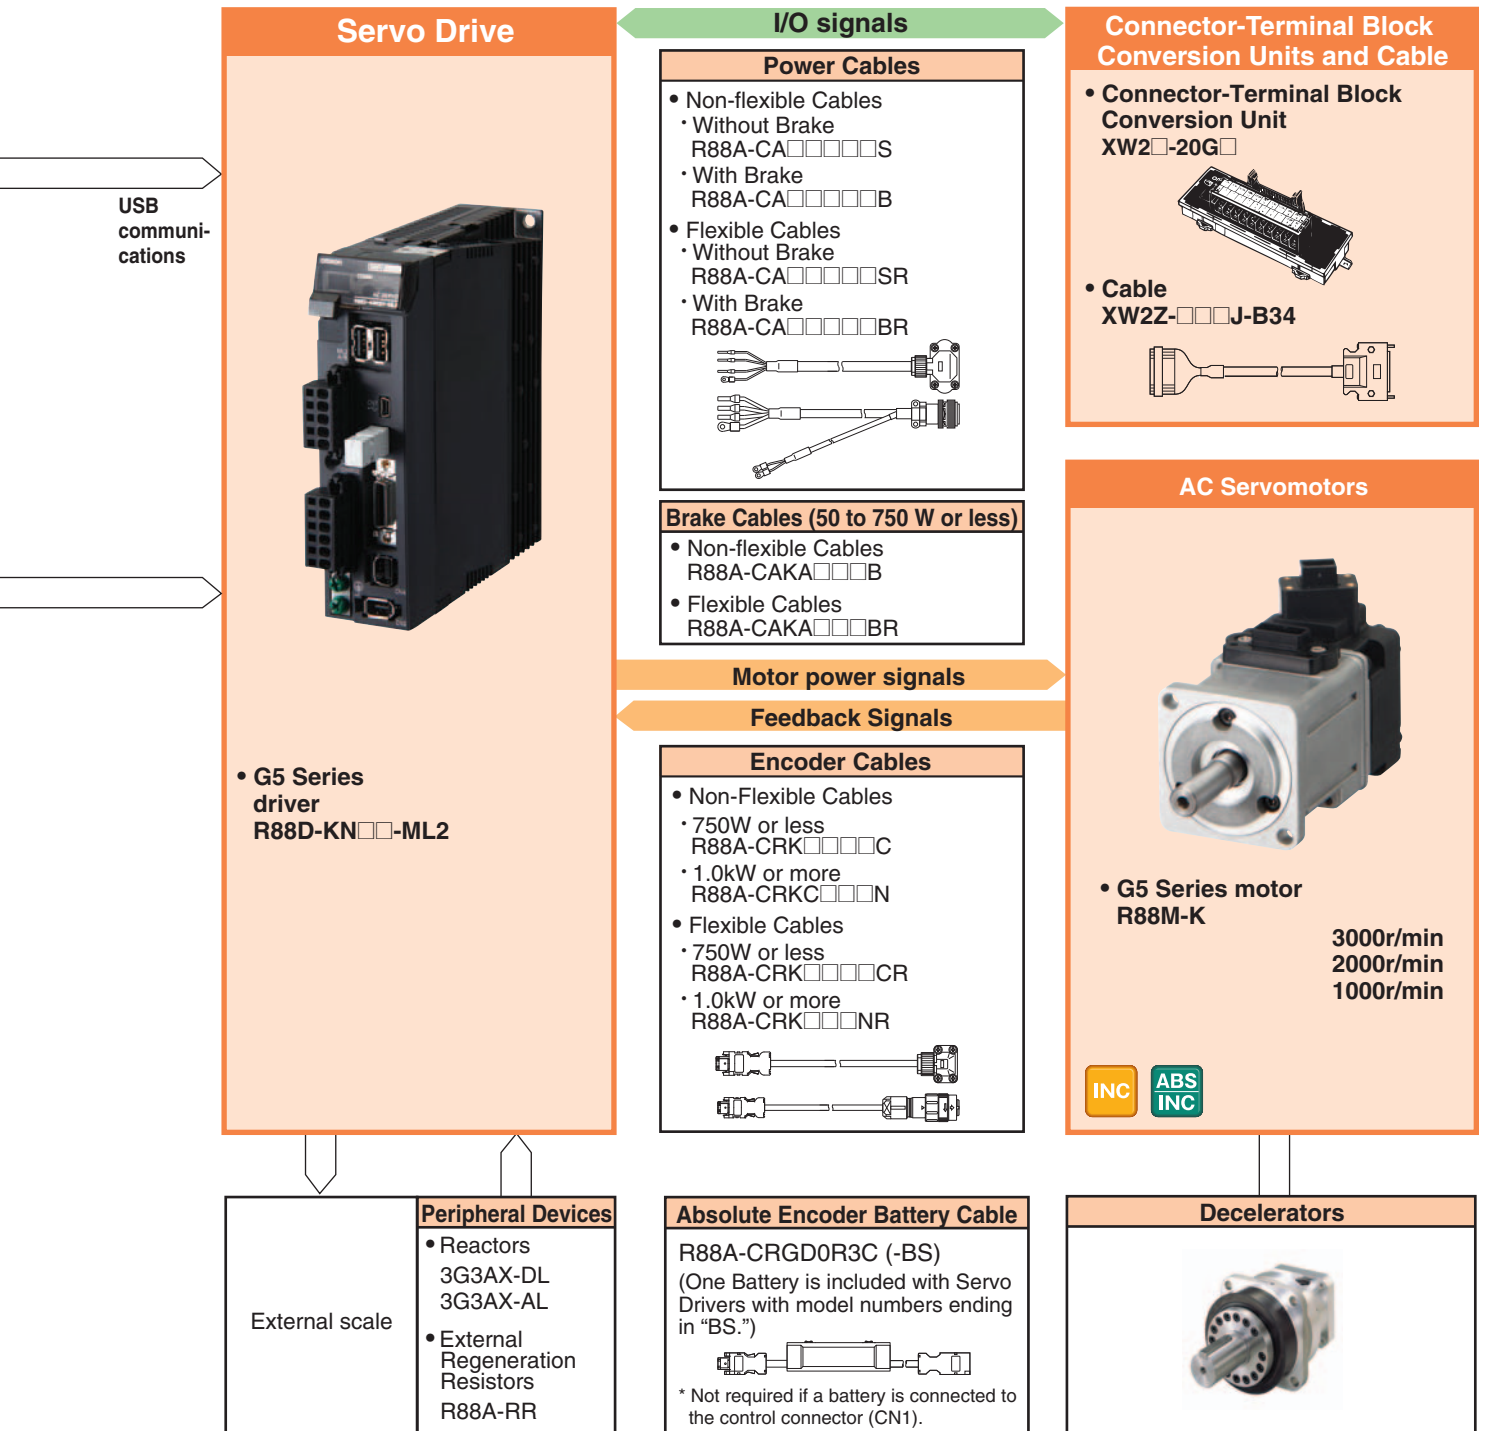 Servo Drive
USB
communi-
cations
• G5 Series
driver
R88D-KN□□-ML2
I/O signals
Power Cables
• Non-flexible Cables
・Without Brake
R88A-CA□□□□□S
・With Brake
R88A-CA□□□□□B
• Flexible Cables
・Without Brake
R88A-CA□□□□□SR
・With Brake
R88A-CA□□□□□BR
Brake Cables (50 to 750 W or less)
• Non-flexible Cables
R88A-CAKA□□□B
• Flexible Cables
R88A-CAKA□□□BR
Motor power signals
Feedback Signals
Encoder Cables
• Non-Flexible Cables
・750W or less
R88A-CRK□□□□C
・1.0kW or more
R88A-CRKC□□□N
• Flexible Cables
・750W or less
R88A-CRK□□□□CR
・1.0kW or more
R88A-CRK□□□NR
Connector-Terminal Block
Conversion Units and Cable
• Connector-Terminal Block
Conversion Unit
XW2□-20G□
• Cable
XW2Z-□□□J-B34
AC Servomotors
• G5 Series motor
R88M-K
3000r/min
2000r/min
1000r/min
INC
ABS
INC
External scale
Peripheral Devices
• Reactors
3G3AX-DL
3G3AX-AL
• External
Regeneration
Resistors
R88A-RR
Absolute Encoder Battery Cable
R88A-CRGD0R3C (-BS)
(One Battery is included with Servo
Drivers with model numbers ending
in “BS.”)
* Not required if a battery is connected to
the control connector (CN1).
Decelerators